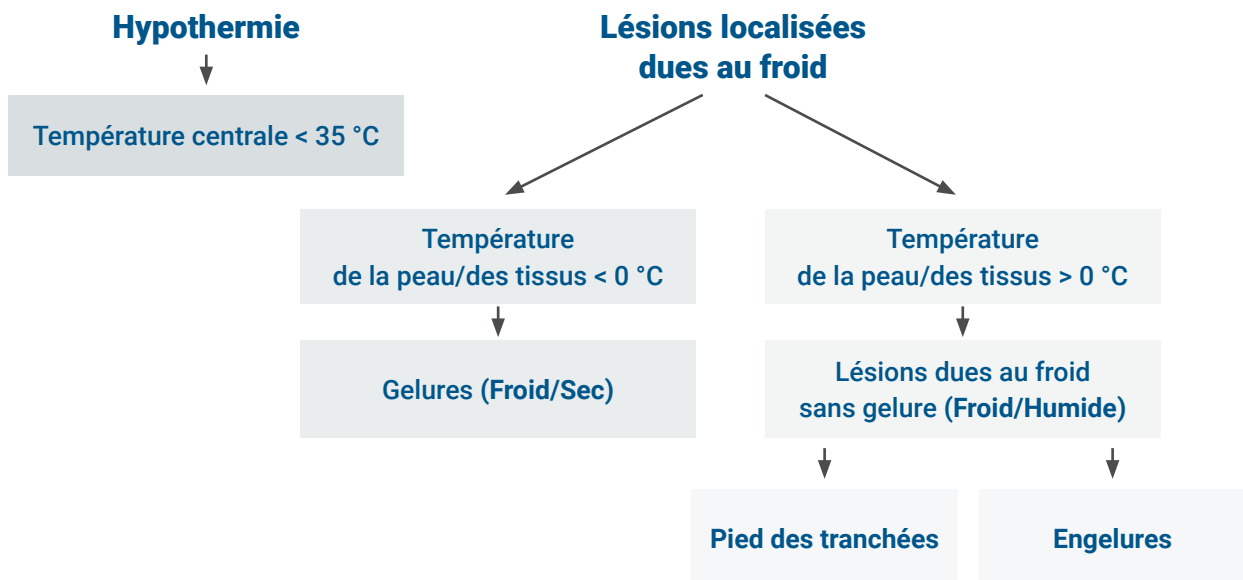 Hypothermie
Température centrale < 35 °C
Lésions localisées
dues au froid
Température
de la peau/des tissus < 0 °C
Gelures (Froid/Sec)
Température
de la peau/des tissus > 0 °C
Lésions dues au froid
sans gelure (Froid/Humide)
Pied des tranchées
Engelures